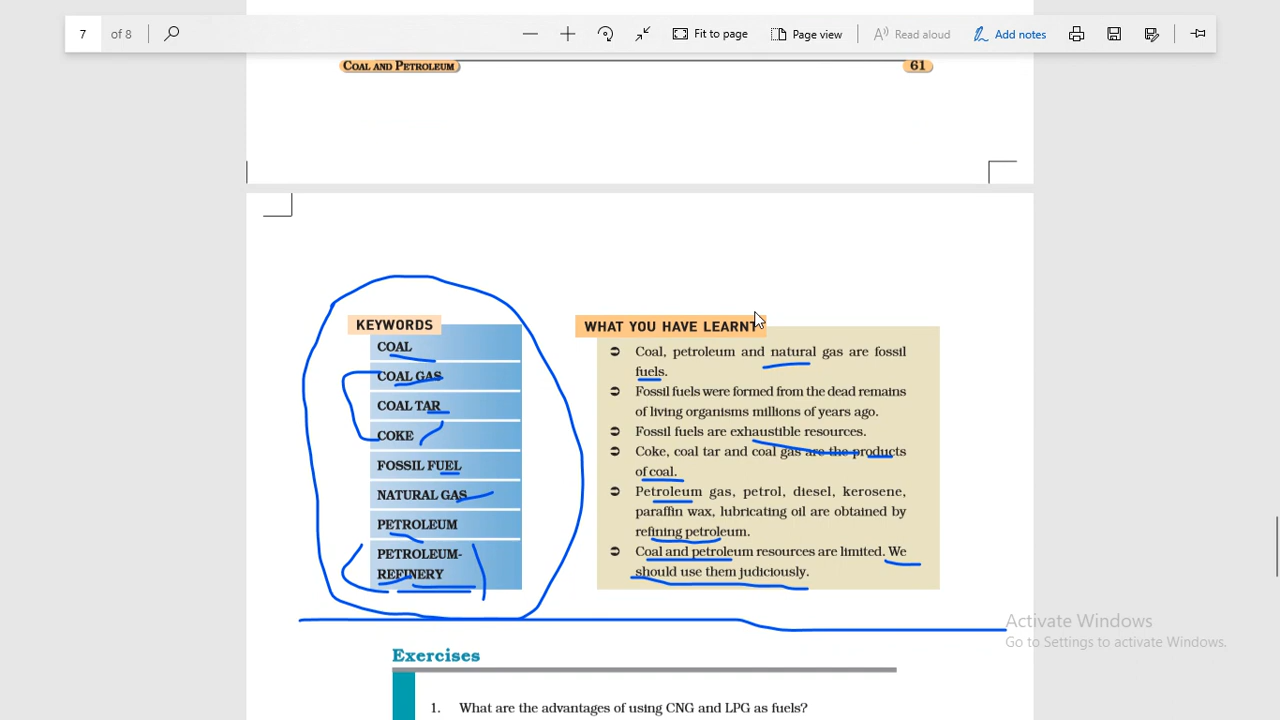 7 of 8 Fit to page Page view Read aloud Add notes
COAL AND PETROLEUM 61
KEYWORDS
COAL
COAL GAS
COAL TAR
COKE
FOSSIL FUEL
NATURAL GAS
PETROLEUM
PETROLEUM-
REFINERY
WHAT YOU HAVE LEARNT
Coal, petroleum and natural gas are fossil
fuels.
Fossil fuels were formed from the dead remains
of living organisms millions of years ago.
Fossil fuels are exhaustible resources.
Coke, coal tar and coal gas are the products
of coal.
Petroleum gas, petrol, diesel, kerosene,
paraffin wax, lubricating oil are obtained by
refining petroleum.
Coal and petroleum resources are limited. We
should use them judiciously.
Activate Windows
Go to Settings to activate Windows.
Exercises
1. What are the advantages of using CNG and LPG as fuels?